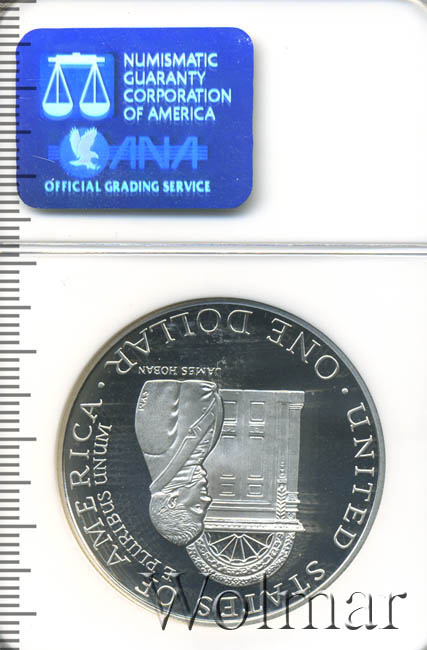 NUMISMATIC
GUARANTY
CORPORATION
OF AMERICA
ANA
OFFICIAL GRADING SERVICE
UNITED STATES OF AMERICA · ONE DOLLAR ·
JAMES HOBAN
E PLURIBUS UNUM
Wolmar